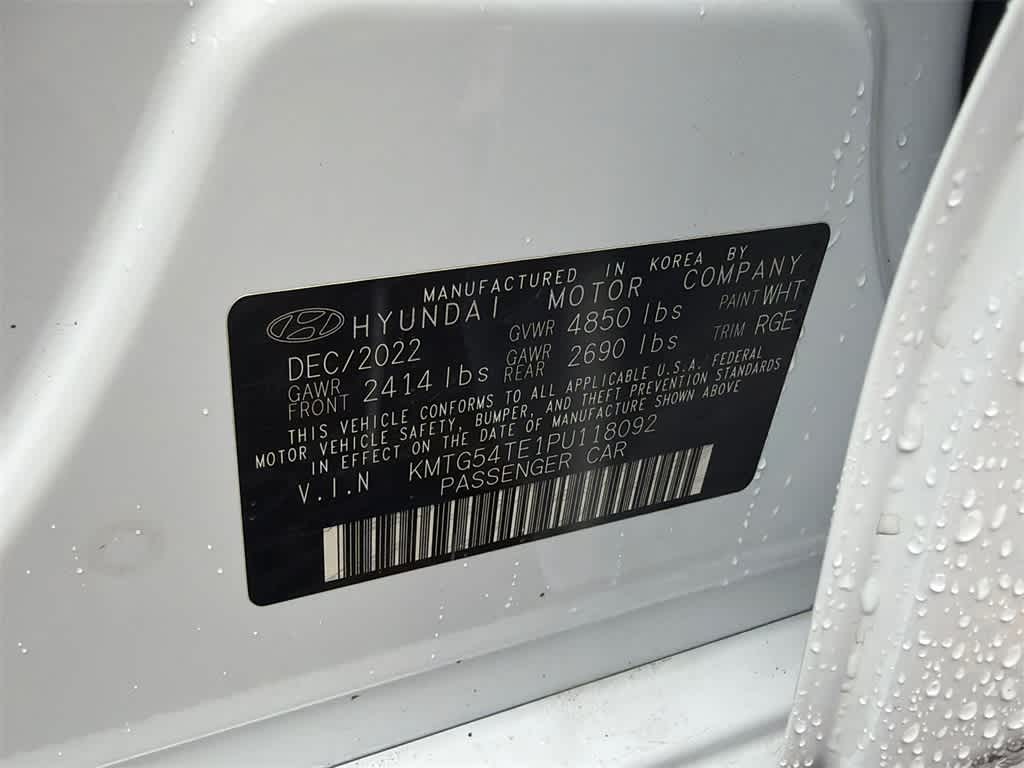 MANUFACTURED IN KOREA BY
HYUNDAI MOTOR COMPANY
DEC/2022 GVWR 4850 lbs PAINT WHT
GAWR FRONT 2414 lbs GAWR REAR 2690 lbs TRIM RGE
THIS VEHICLE CONFORMS TO ALL APPLICABLE U.S.A. FEDERAL
MOTOR VEHICLE SAFETY, BUMPER, AND THEFT PREVENTION STANDARDS
IN EFFECT ON THE DATE OF MANUFACTURE SHOWN ABOVE
V.I.N KMTG54TE1PU118092
PASSENGER CAR